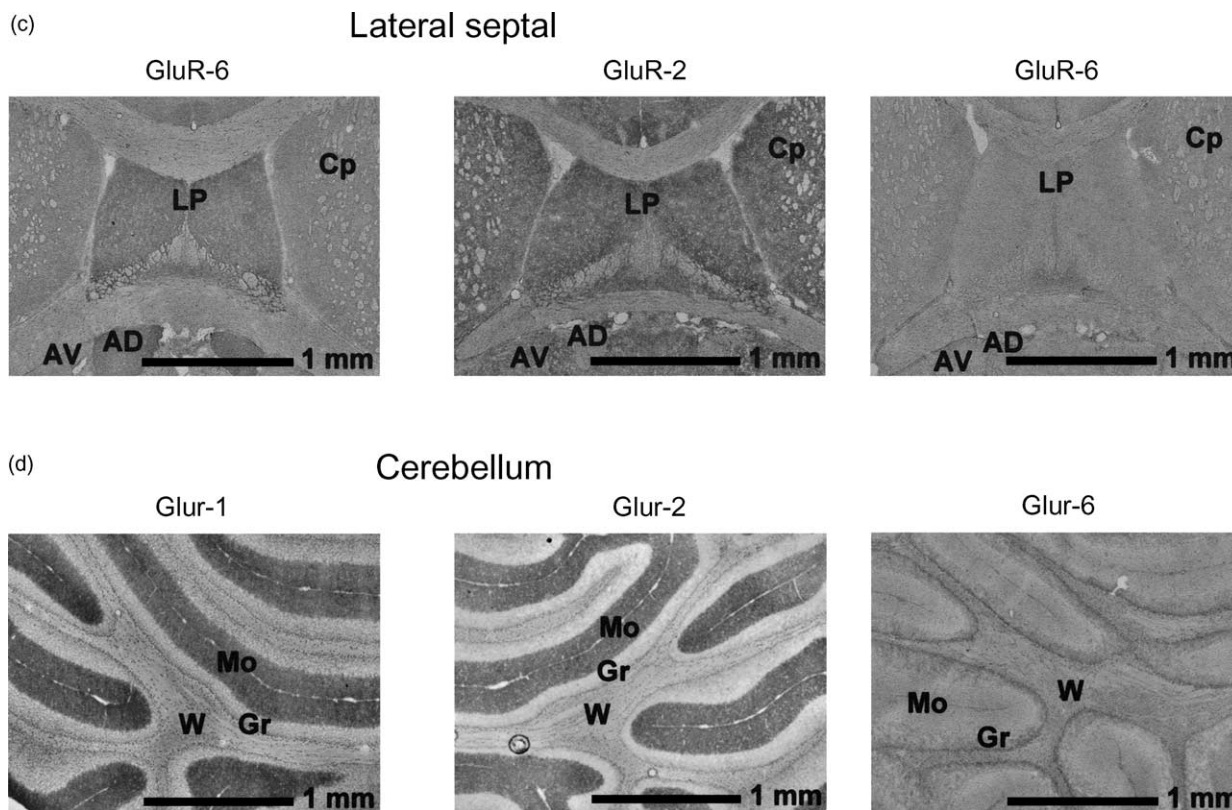 (c)
Lateral septal
GluR-6
GluR-2
GluR-6
Cp
LP
AV
AD
1 mm
Cp
LP
AV
AD
1 mm
Cp
LP
AV
AD
1 mm
(d)
Cerebellum
Glur-1
Glur-2
Glur-6
Mo
W
Gr
1 mm
Mo
Gr
W
1 mm
Mo
W
Gr
1 mm